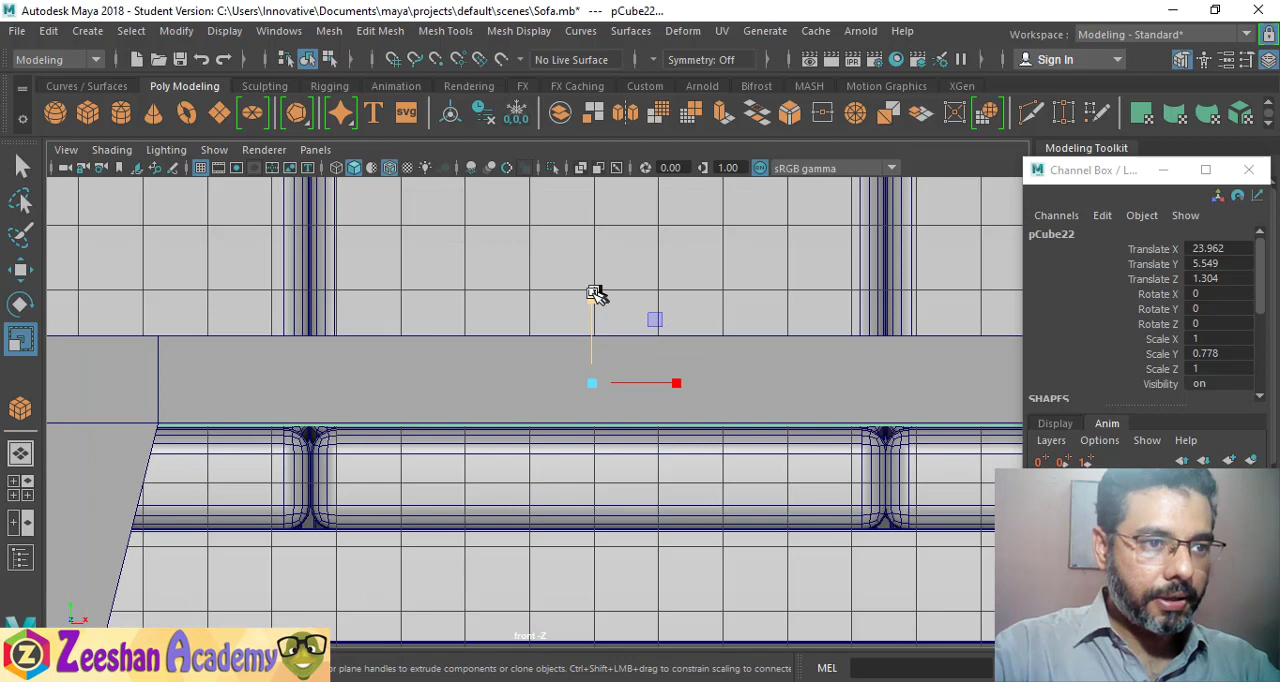 Autodesk Maya 2018 - Student Version: C:\Users\Innovative\Documents\maya\projects\default\scenes\Sofa.mb* --- pCube22...
File Edit Create Select Modify Display Windows Mesh Edit Mesh Mesh Tools Mesh Display Curves Surfaces Deform UV Generate Cache Arnold Help
Workspace : Modeling - Standard*
Modeling No Live Surface Symmetry: Off Sign In
Curves / Surfaces Poly Modeling Sculpting Rigging Animation Rendering FX FX Caching Custom Arnold Bifrost MASH Motion Graphics XGen
T svg 0,0,0
View Shading Lighting Show Renderer Panels
Modeling Toolkit
0.00 1.00 sRGB gamma
Channel Box / L...
Channels Edit Object Show
pCube22
Translate X 23.962
Translate Y 5.549
Translate Z 1.304
Rotate X 0
Rotate Y 0
Rotate Z 0
Scale X 1
Scale Y 0.778
Scale Z 1
Visibility on
SHAPES
Display Anim
Layers Options Show Help
front -Z
Zeeshan Academy
or plane handles to extrude components or clone objects. Ctrl+Shift+LMB+drag to constrain scaling to connecte
MEL